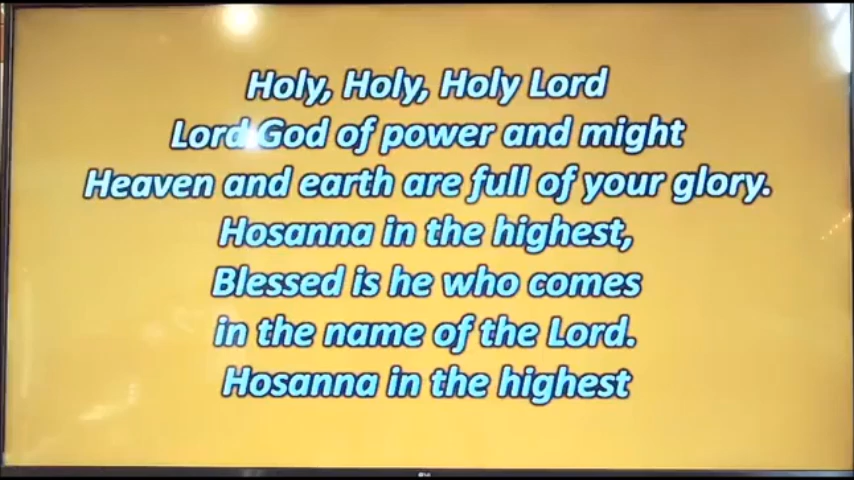 Holy, Holy, Holy Lord
Lord God of power and might
Heaven and earth are full of your glory.
Hosanna in the highest,
Blessed is he who comes
in the name of the Lord.
Hosanna in the highest